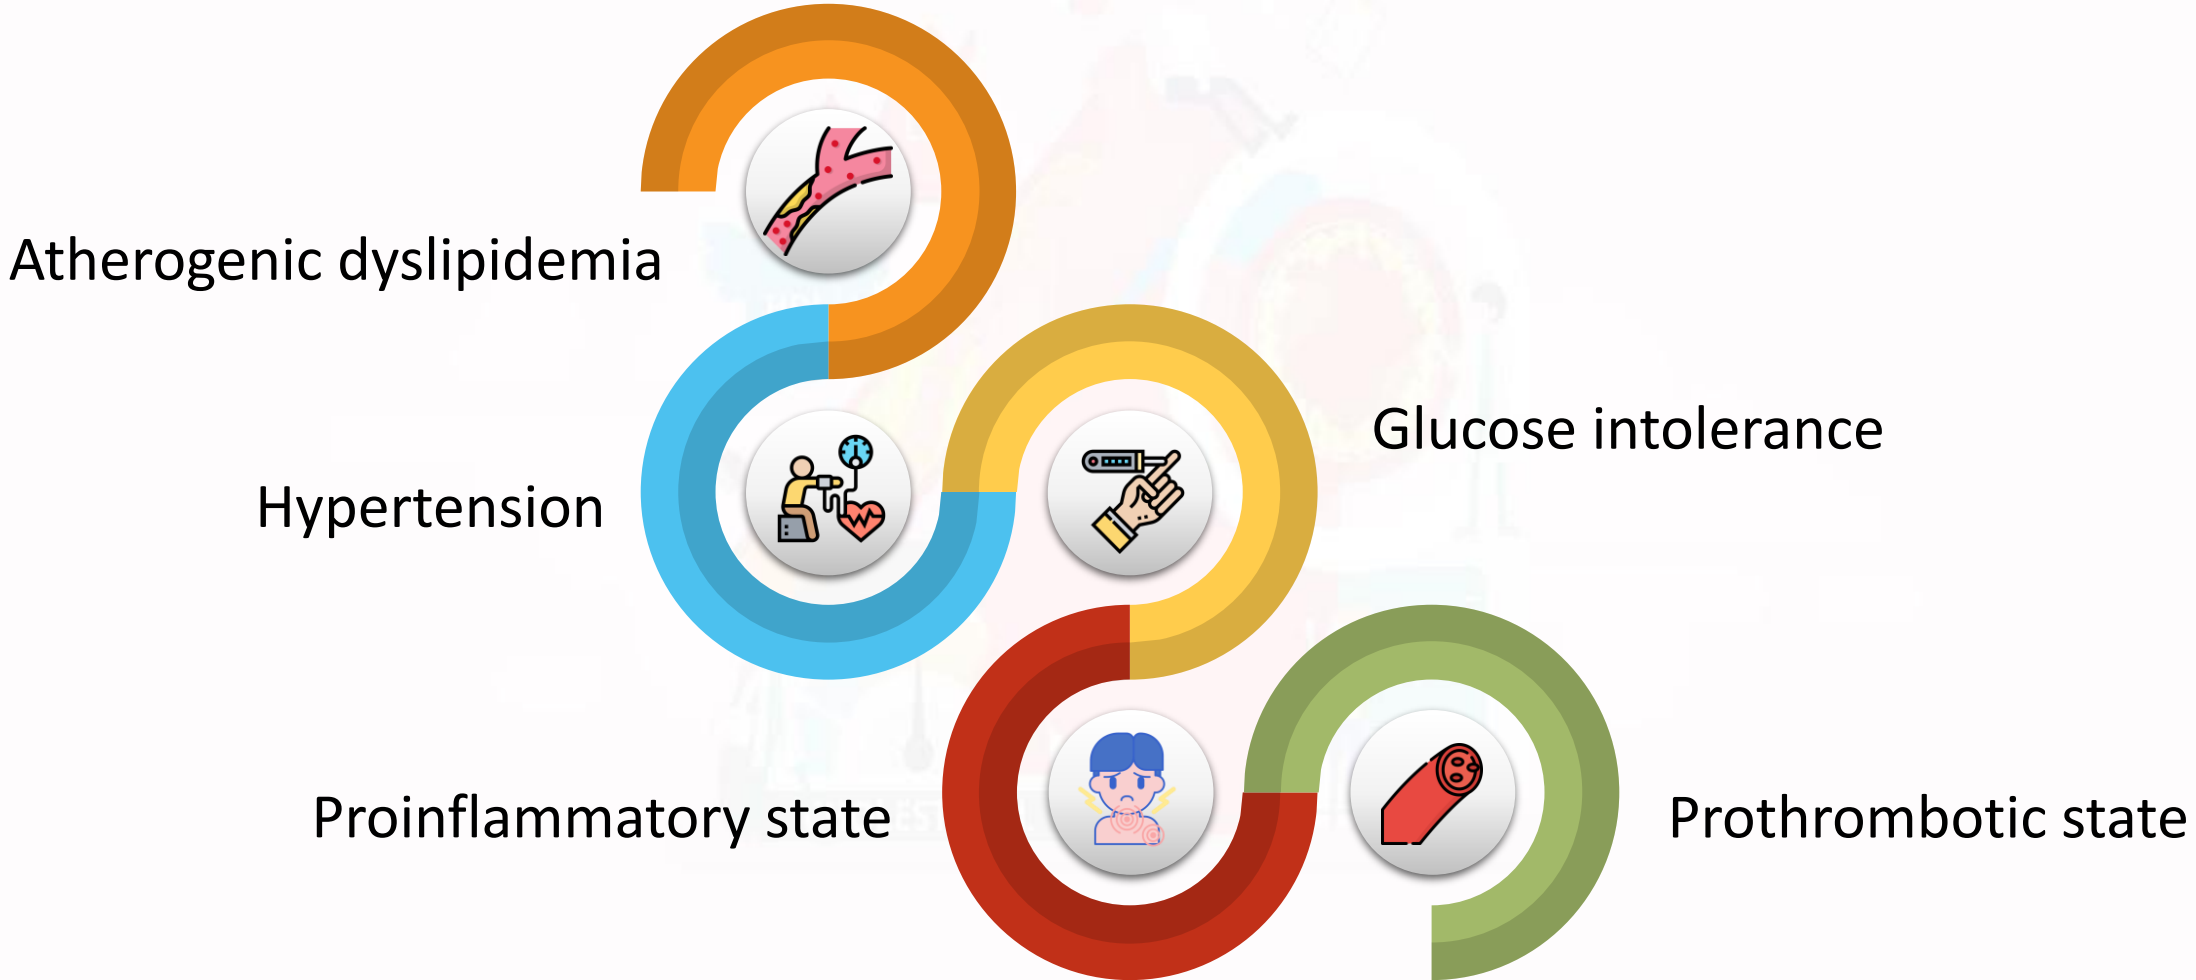 Atherogenic dyslipidemia
Glucose intolerance
Hypertension
Proinflammatory state
Prothrombotic state